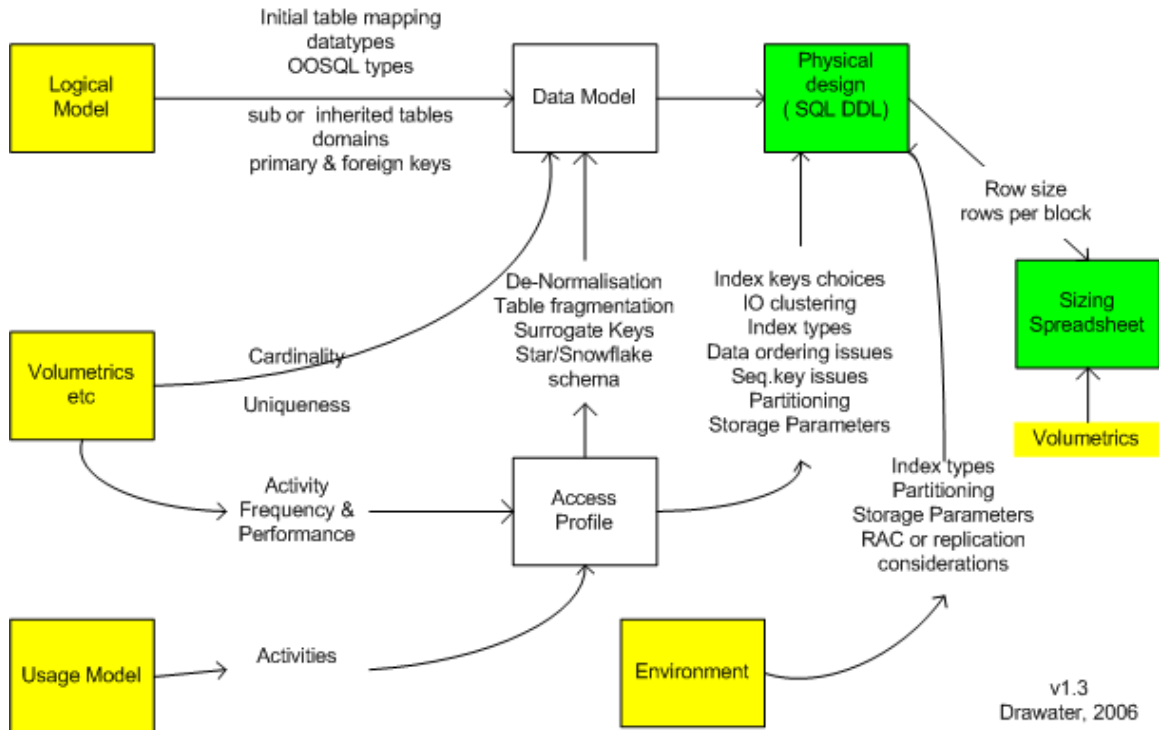 Initial table mapping
datatypes
OOSQL types
Logical
Model
sub or inherited tables
domains
primary & foreign keys
Data Model
Physical
design
( SQL DDL)
Row size
rows per block
Sizing
Spreadsheet
Volumetrics
De-Normalisation
Table fragmentation
Surrogate Keys
Star/Snowflake
schema
Index keys choices
IO clustering
Index types
Data ordering issues
Seq.key issues
Partitioning
Storage Parameters
Volumetrics
etc
Cardinality
Uniqueness
Activity
Frequency &
Performance
Access
Profile
Index types
Partitioning
Storage Parameters
RAC or replication
considerations
Usage Model
Activities
Environment
v1.3
Drawater, 2006